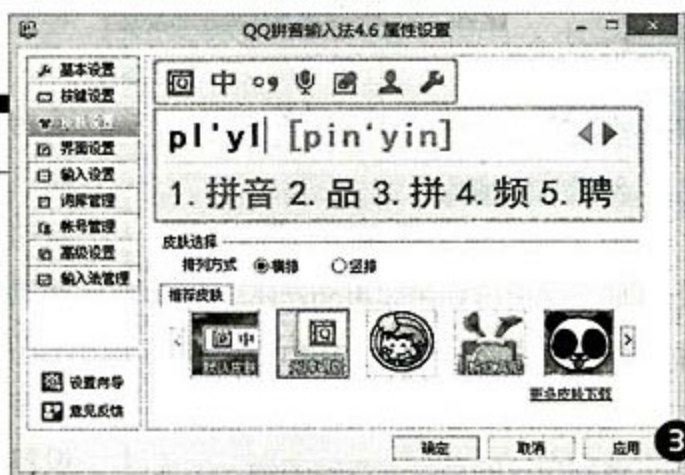 QQ拼音输入法4.6 属性设置
基本设置
按键设置
界面设置
输入设置
词库管理
帐号管理
高级设置
输入法管理
设置向导
意见反馈
中
pl'yl [pin'yin]
1. 拼音 2. 品 3. 拼 4. 频 5. 聘
皮肤选择
排列方式 横排 竖排
推荐皮肤
更多皮肤下载
确定 取消 应用
3